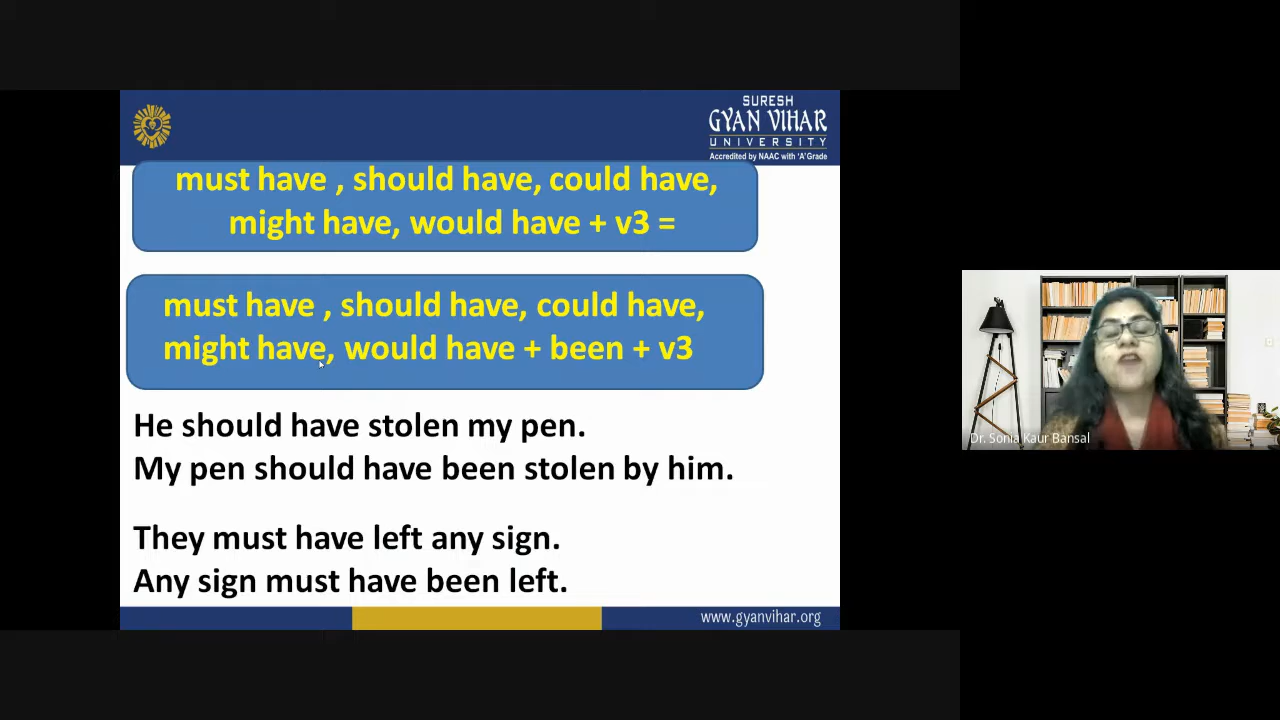 SURESH
GYAN VIHAR
UNIVERSITY
Accredited by NAAC with 'A' Grade
must have , should have, could have,
might have, would have + v3 =
must have , should have, could have,
might have, would have + been + v3
He should have stolen my pen.
My pen should have been stolen by him.
They must have left any sign.
Any sign must have been left.
www.gyanvihar.org
Dr. Sonia Kaur Bansal